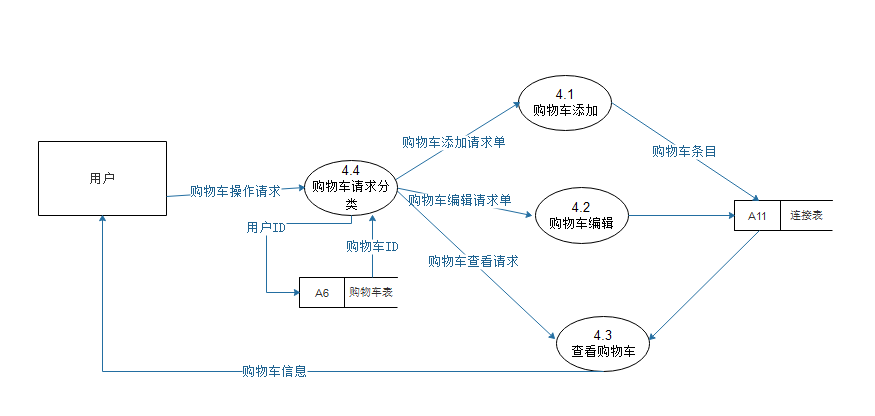 4.1
购物车添加
购物车添加请求单
购物车条目
用户
4.4
购物车请求分
类
购物车操作请求
购物车编辑请求单
4.2
购物车编辑
A11
连接表
用户ID
购物车ID
购物车查看请求
A6
购物车表
4.3
查看购物车
购物车信息